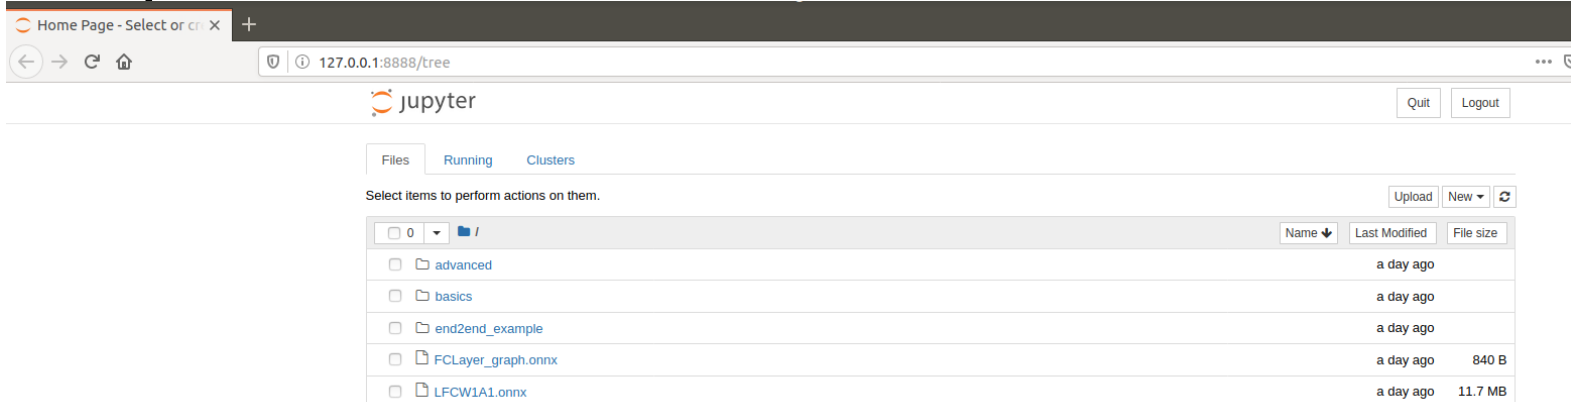 Home Page - Select or cr
127.0.0.1:8888/tree
jupyter
Quit Logout
Files Running Clusters
Select items to perform actions on them.
Upload New
0 / Name Last Modified File size
advanced a day ago
basics a day ago
end2end_example a day ago
FCLayer_graph.onnx a day ago 840 B
LFCW1A1.onnx a day ago 11.7 MB